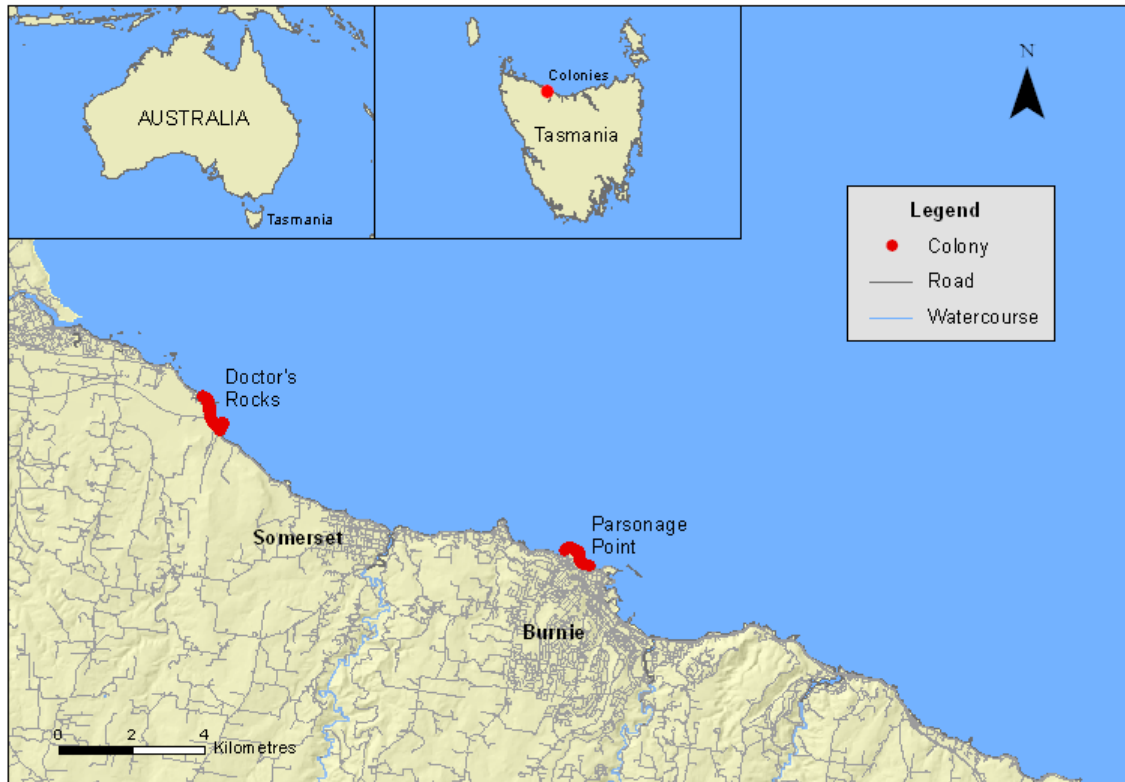 AUSTRALIA
Tasmania
Colonies
Tasmania
N
Legend
Colony
Road
Watercourse
Doctor's
Rocks
Parsonage
Point
Somerset
Burnie
0 2 4
Kilometres